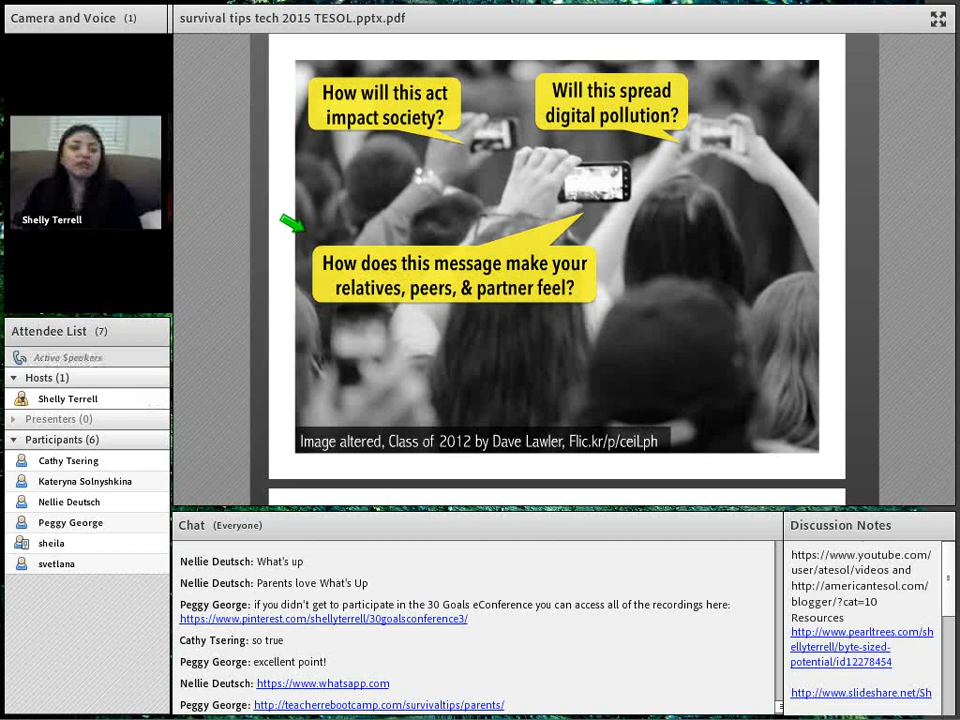 Camera and Voice (1)
survival tips tech 2015 TESOL.pptx.pdf
Shelly Terrell
How will this act
impact society?
Will this spread
digital pollution?
How does this message make your
relatives, peers, & partner feel?
Image altered, Class of 2012 by Dave Lawler, Flic.kr/p/ceiLph
Attendee List (7)
Active Speakers
Hosts (1)
Shelly Terrell
Presenters (0)
Participants (6)
Cathy Tsering
Kateryna Solnyshkina
Nellie Deutsch
Peggy George
sheila
svetlana
Chat (Everyone)
Nellie Deutsch: What's up
Nellie Deutsch: Parents love What's Up
Peggy George: if you didn't get to participate in the 30 Goals eConference you can access all of the recordings here:
https://www.pinterest.com/shellyterrell/30goalsconference3/
Cathy Tsering: so true
Peggy George: excellent point!
Nellie Deutsch: https://www.whatsapp.com
Peggy George: http://teacherrebootcamp.com/survivaltips/parents/
Discussion Notes
https://www.youtube.com/
user/atesol/videos and
http://americantesol.com/
blogger/?cat=10
Resources
http://www.pearltrees.com/sh
ellyterrell/byte-sized-
potential/id12278454
http://www.slideshare.net/Sh